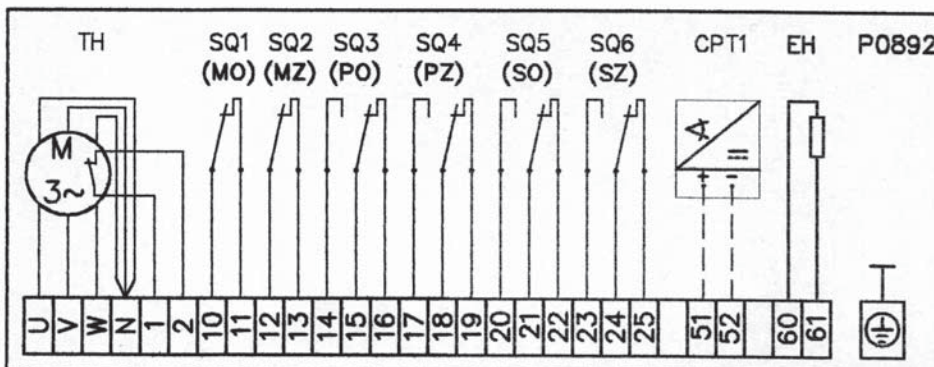 TH SQ1 SQ2 SQ3 SQ4 SQ5 SQ6 CPT1 EH P0892
(MO) (MZ) (PO) (PZ) (SO) (SZ)
M
3~
+ −
U V W N 1 2 10 11 12 13 14 15 16 17 18 19 20 21 22 23 24 25 51 52 60 61